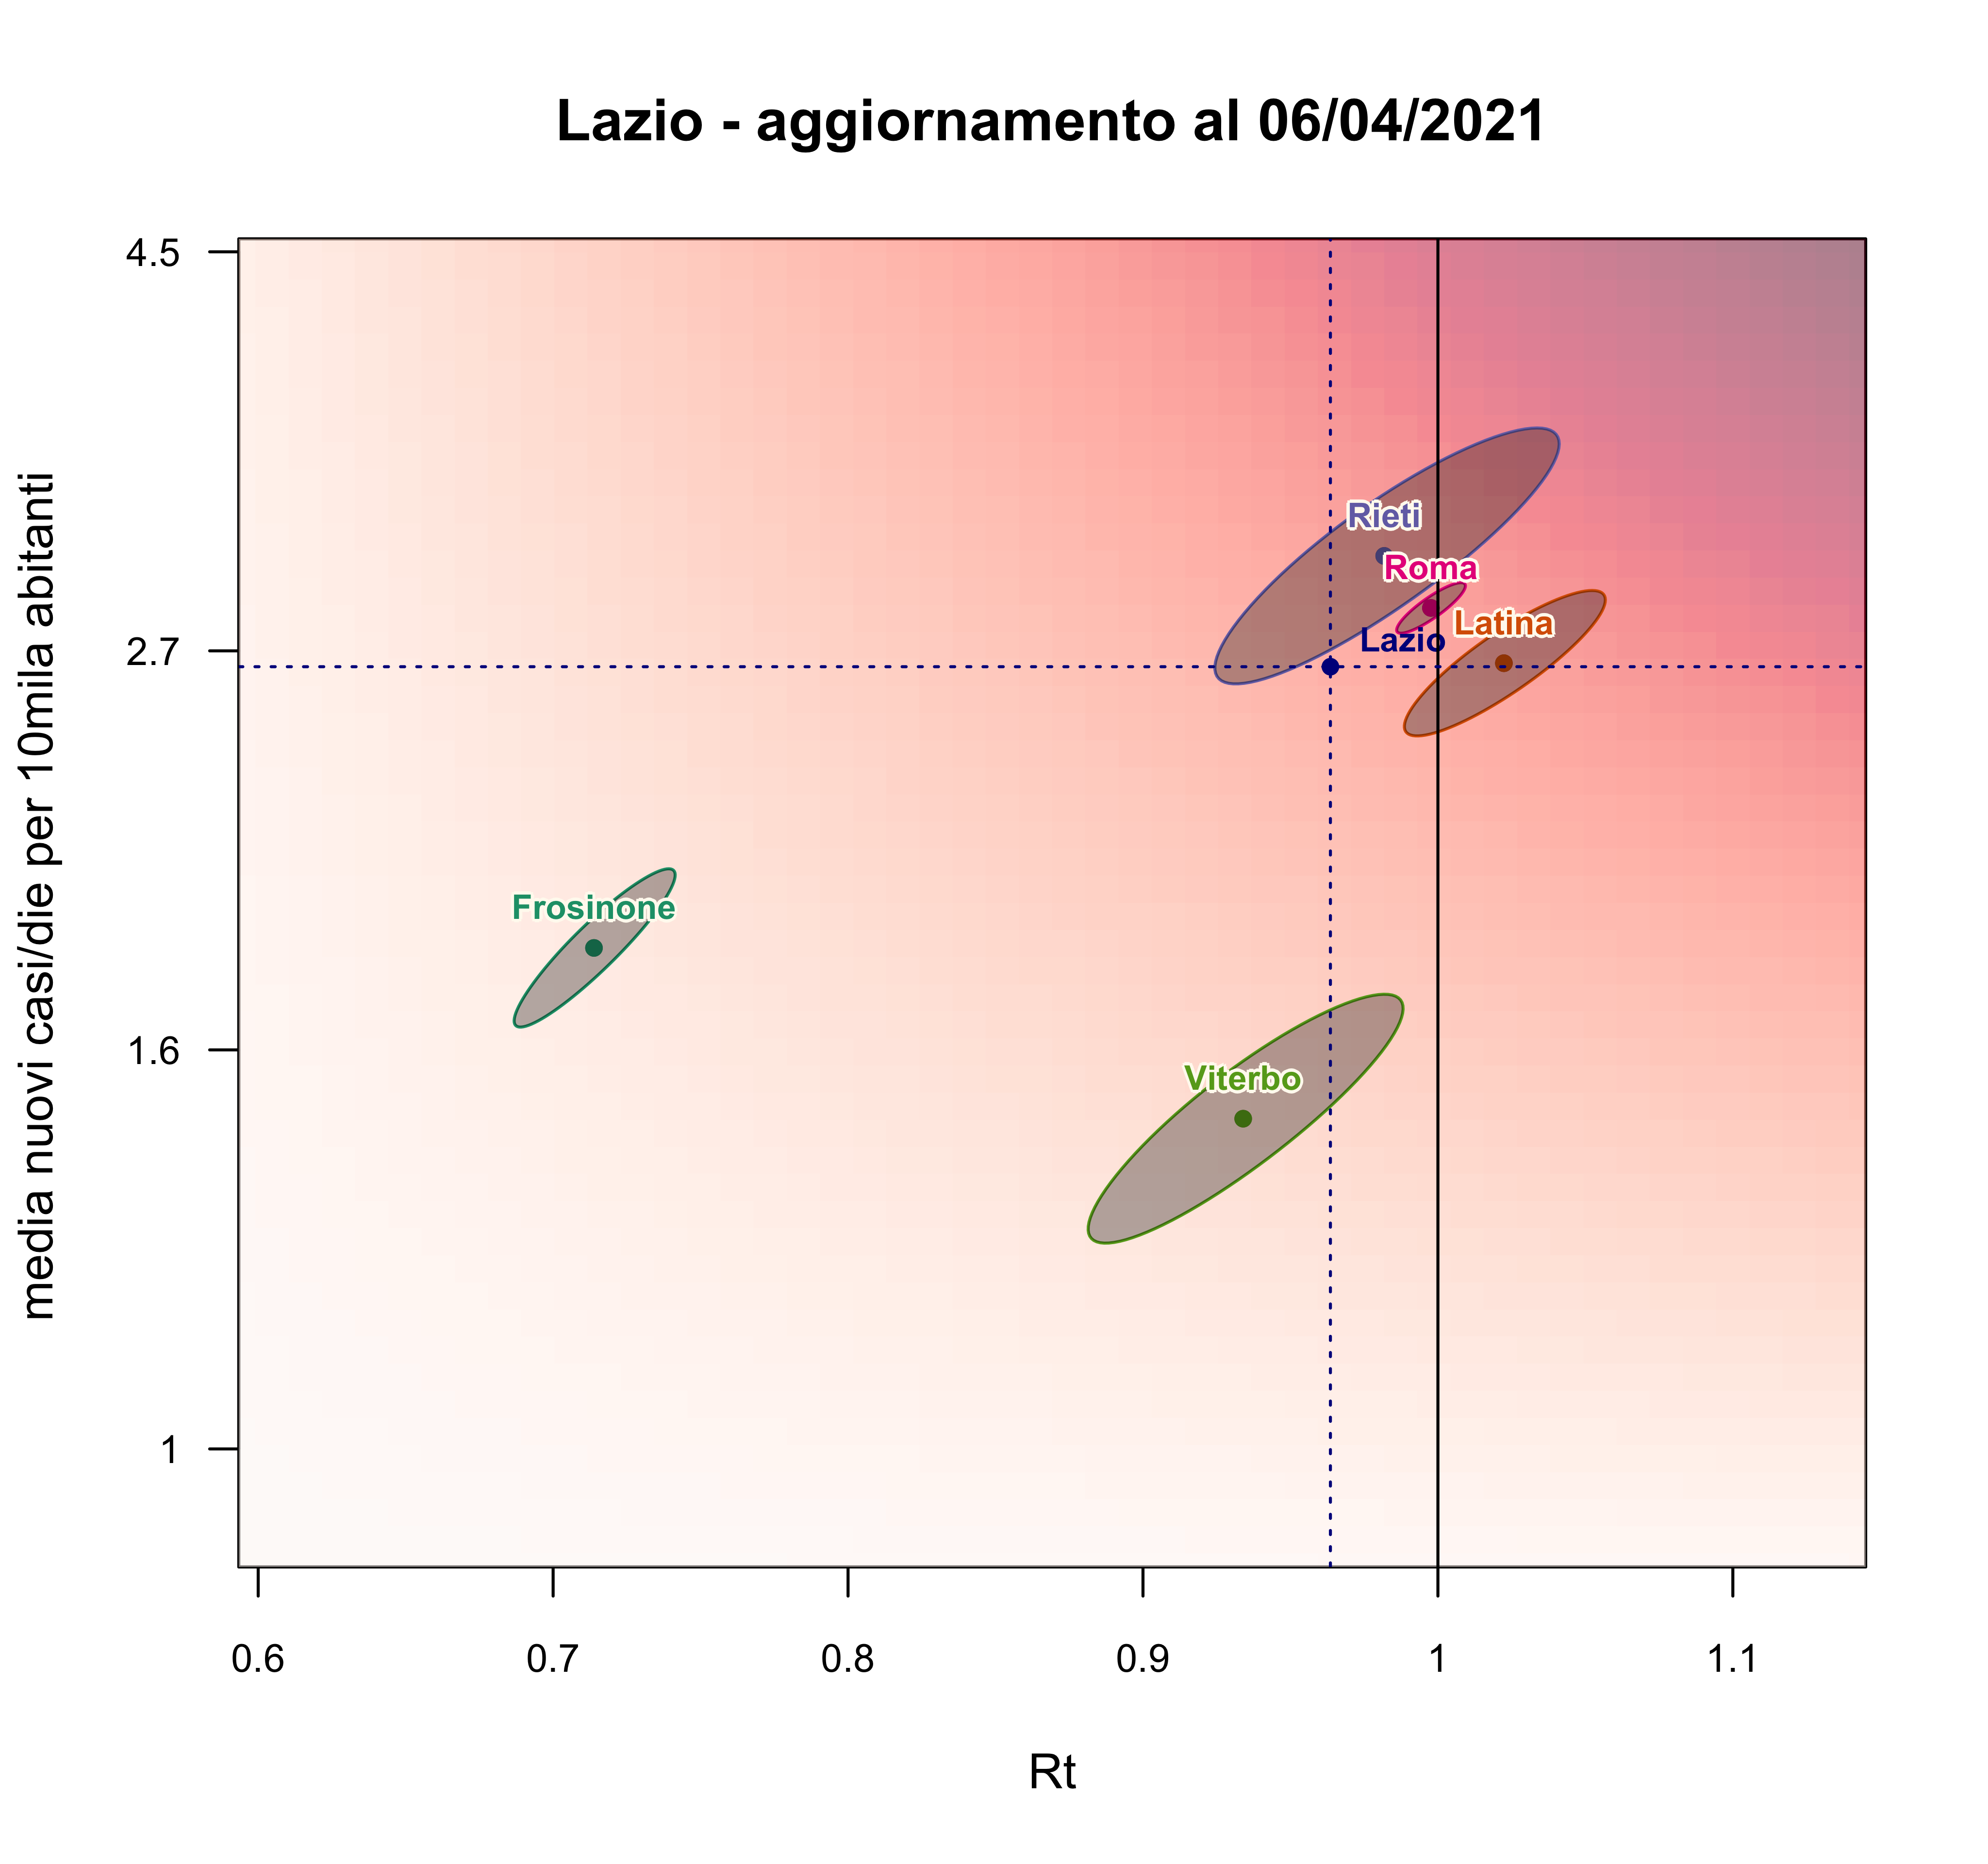 Lazio - aggiornamento al 06/04/2021
media nuovi casi/die per 10mila abitanti
4.5
2.7
1.6
1
Rieti
Roma
Latina
Lazio
Frosinone
Viterbo
0.6 0.7 0.8 0.9 1 1.1
Rt